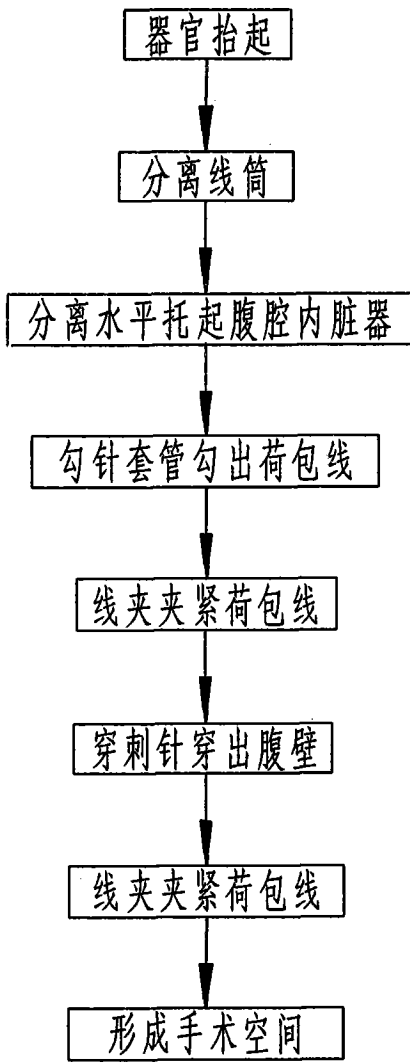 器官抬起
分离线筒
分离水平托起腹腔内脏器
勾针套管勾出荷包线
线夹夹紧荷包线
穿刺针穿出腹壁
线夹夹紧荷包线
形成手术空间